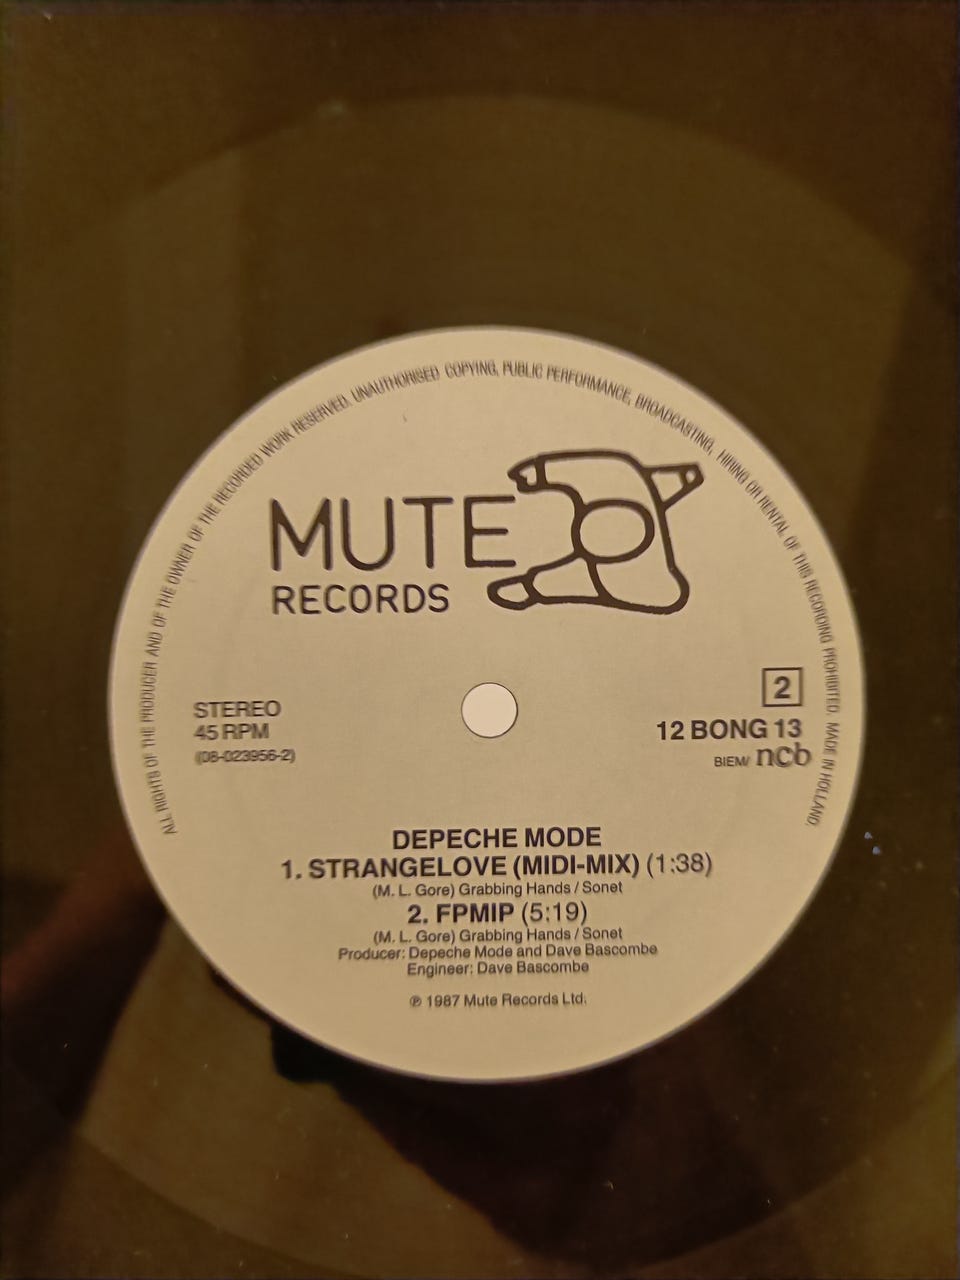 ALL RIGHTS OF THE PRODUCER AND OF THE OWNER OF THE RECORDED WORK RESERVED. UNAUTHORISED COPYING, PUBLIC PERFORMANCE, BROADCASTING, HIRING OR RENTAL OF THIS RECORDING PROHIBITED. MADE IN HOLLAND.
MUTE
RECORDS
2
STEREO
45 RPM
(08-023956-2)
12 BONG 13
BIEM/ ncb
DEPECHE MODE
1. STRANGELOVE (MIDI-MIX) (1:38)
(M. L. Gore) Grabbing Hands / Sonet
2. FPMIP (5:19)
(M. L. Gore) Grabbing Hands / Sonet
Producer: Depeche Mode and Dave Bascombe
Engineer: Dave Bascombe
℗ 1987 Mute Records Ltd.